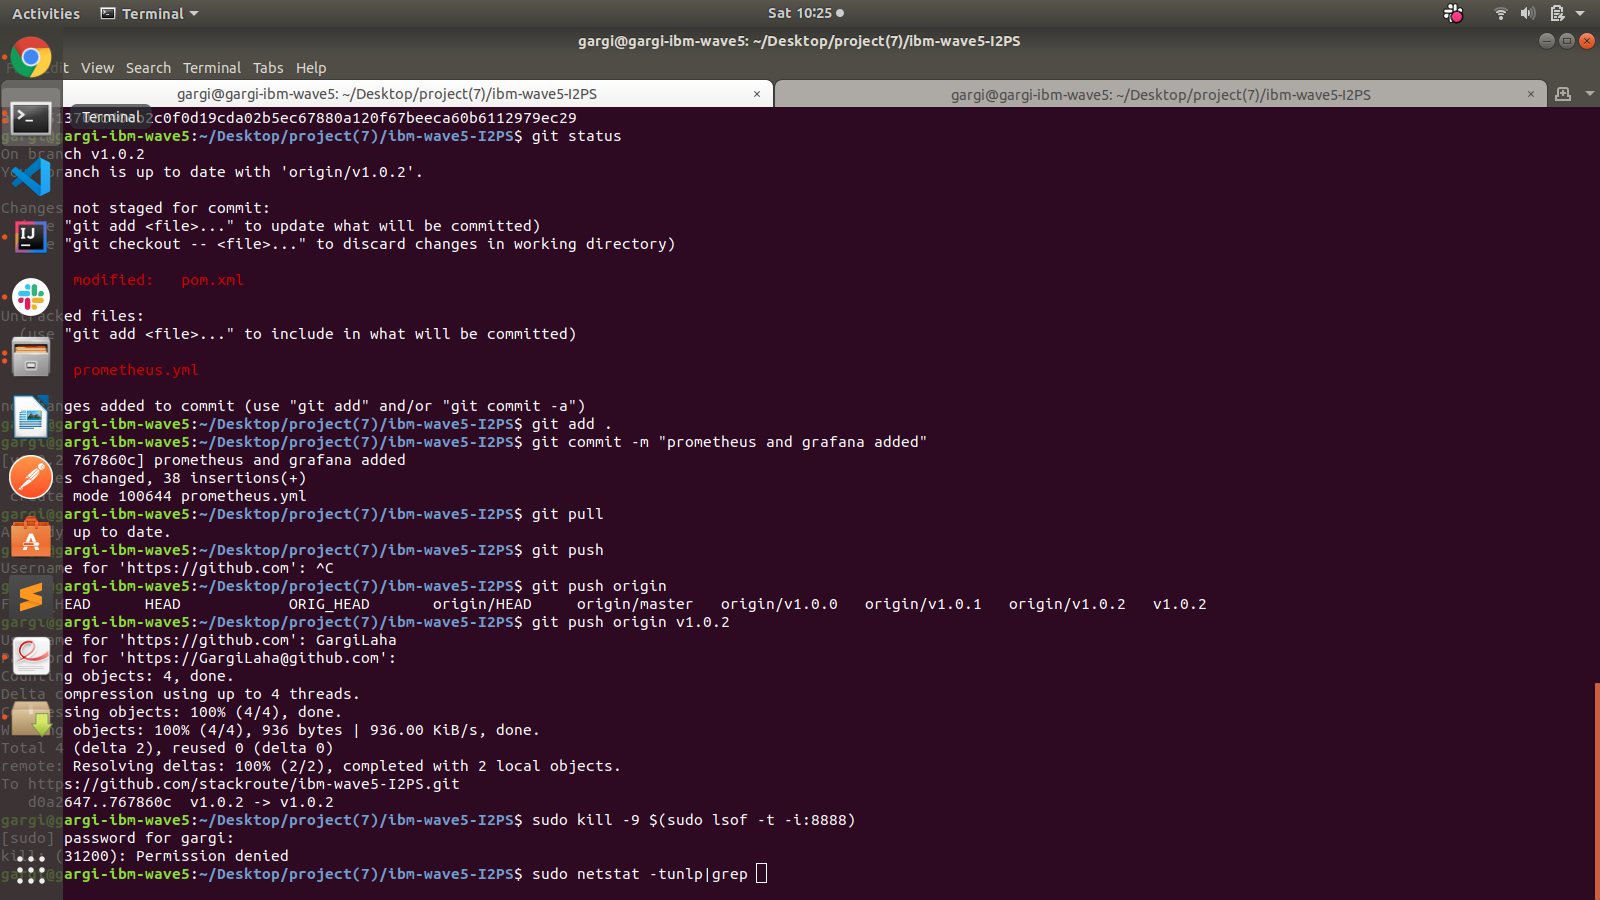 Activities Terminal Sat 10:25
gargi@gargi-ibm-wave5: ~/Desktop/project(7)/ibm-wave5-I2PS
View Search Terminal Tabs Help
gargi@gargi-ibm-wave5: ~/Desktop/project(7)/ibm-wave5-I2PS × gargi@gargi-ibm-wave5: ~/Desktop/project(7)/ibm-wave5-I2PS ×
Terminal
2c0f0d19cda02b5ec67880a120f67beeca60b6112979ec29
gargi@gargi-ibm-wave5:~/Desktop/project(7)/ibm-wave5-I2PS$ git status
On branch v1.0.2
Your branch is up to date with 'origin/v1.0.2'.
Changes not staged for commit:
"git add <file>..." to update what will be committed)
"git checkout -- <file>..." to discard changes in working directory)
modified: pom.xml
Untracked files:
(use "git add <file>..." to include in what will be committed)
prometheus.yml
no changes added to commit (use "git add" and/or "git commit -a")
gargi@gargi-ibm-wave5:~/Desktop/project(7)/ibm-wave5-I2PS$ git add .
gargi@gargi-ibm-wave5:~/Desktop/project(7)/ibm-wave5-I2PS$ git commit -m "prometheus and grafana added"
[v1.0.2 767860c] prometheus and grafana added
changed, 38 insertions(+)
create mode 100644 prometheus.yml
gargi@gargi-ibm-wave5:~/Desktop/project(7)/ibm-wave5-I2PS$ git pull
Already up to date.
gargi@gargi-ibm-wave5:~/Desktop/project(7)/ibm-wave5-I2PS$ git push
Username for 'https://github.com': ^C
gargi@gargi-ibm-wave5:~/Desktop/project(7)/ibm-wave5-I2PS$ git push origin
FETCH_HEAD HEAD ORIG_HEAD origin/HEAD origin/master origin/v1.0.0 origin/v1.0.1 origin/v1.0.2 v1.0.2
gargi@gargi-ibm-wave5:~/Desktop/project(7)/ibm-wave5-I2PS$ git push origin v1.0.2
Username for 'https://github.com': GargiLaha
Password for 'https://GargiLaha@github.com':
Counting objects: 4, done.
Delta compression using up to 4 threads.
Compressing objects: 100% (4/4), done.
Writing objects: 100% (4/4), 936 bytes | 936.00 KiB/s, done.
Total 4 (delta 2), reused 0 (delta 0)
remote: Resolving deltas: 100% (2/2), completed with 2 local objects.
To https://github.com/stackroute/ibm-wave5-I2PS.git
d0a2647..767860c v1.0.2 -> v1.0.2
gargi@gargi-ibm-wave5:~/Desktop/project(7)/ibm-wave5-I2PS$ sudo kill -9 $(sudo lsof -t -i:8888)
[sudo] password for gargi:
kill: (31200): Permission denied
gargi@gargi-ibm-wave5:~/Desktop/project(7)/ibm-wave5-I2PS$ sudo netstat -tunlp|grep